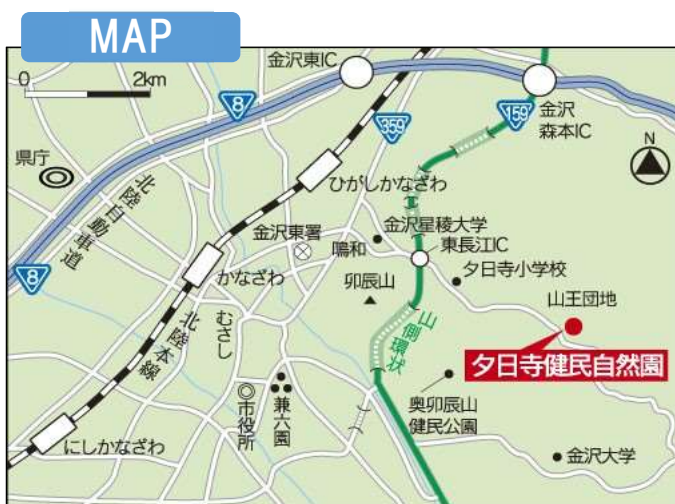 MAP
0 2km
金沢東IC
8
359
159
金沢
森本IC
N
県庁
ひがしかなざわ
北陸自動車道
金沢星稜大学
金沢東署
鳴和
東長江IC
夕日寺小学校
8
かなざわ
卯辰山
山王団地
北陸本線
むさし
山側環状
夕日寺健民自然園
市役所
兼六園
奥卯辰山
健民公園
にしかなざわ
金沢大学